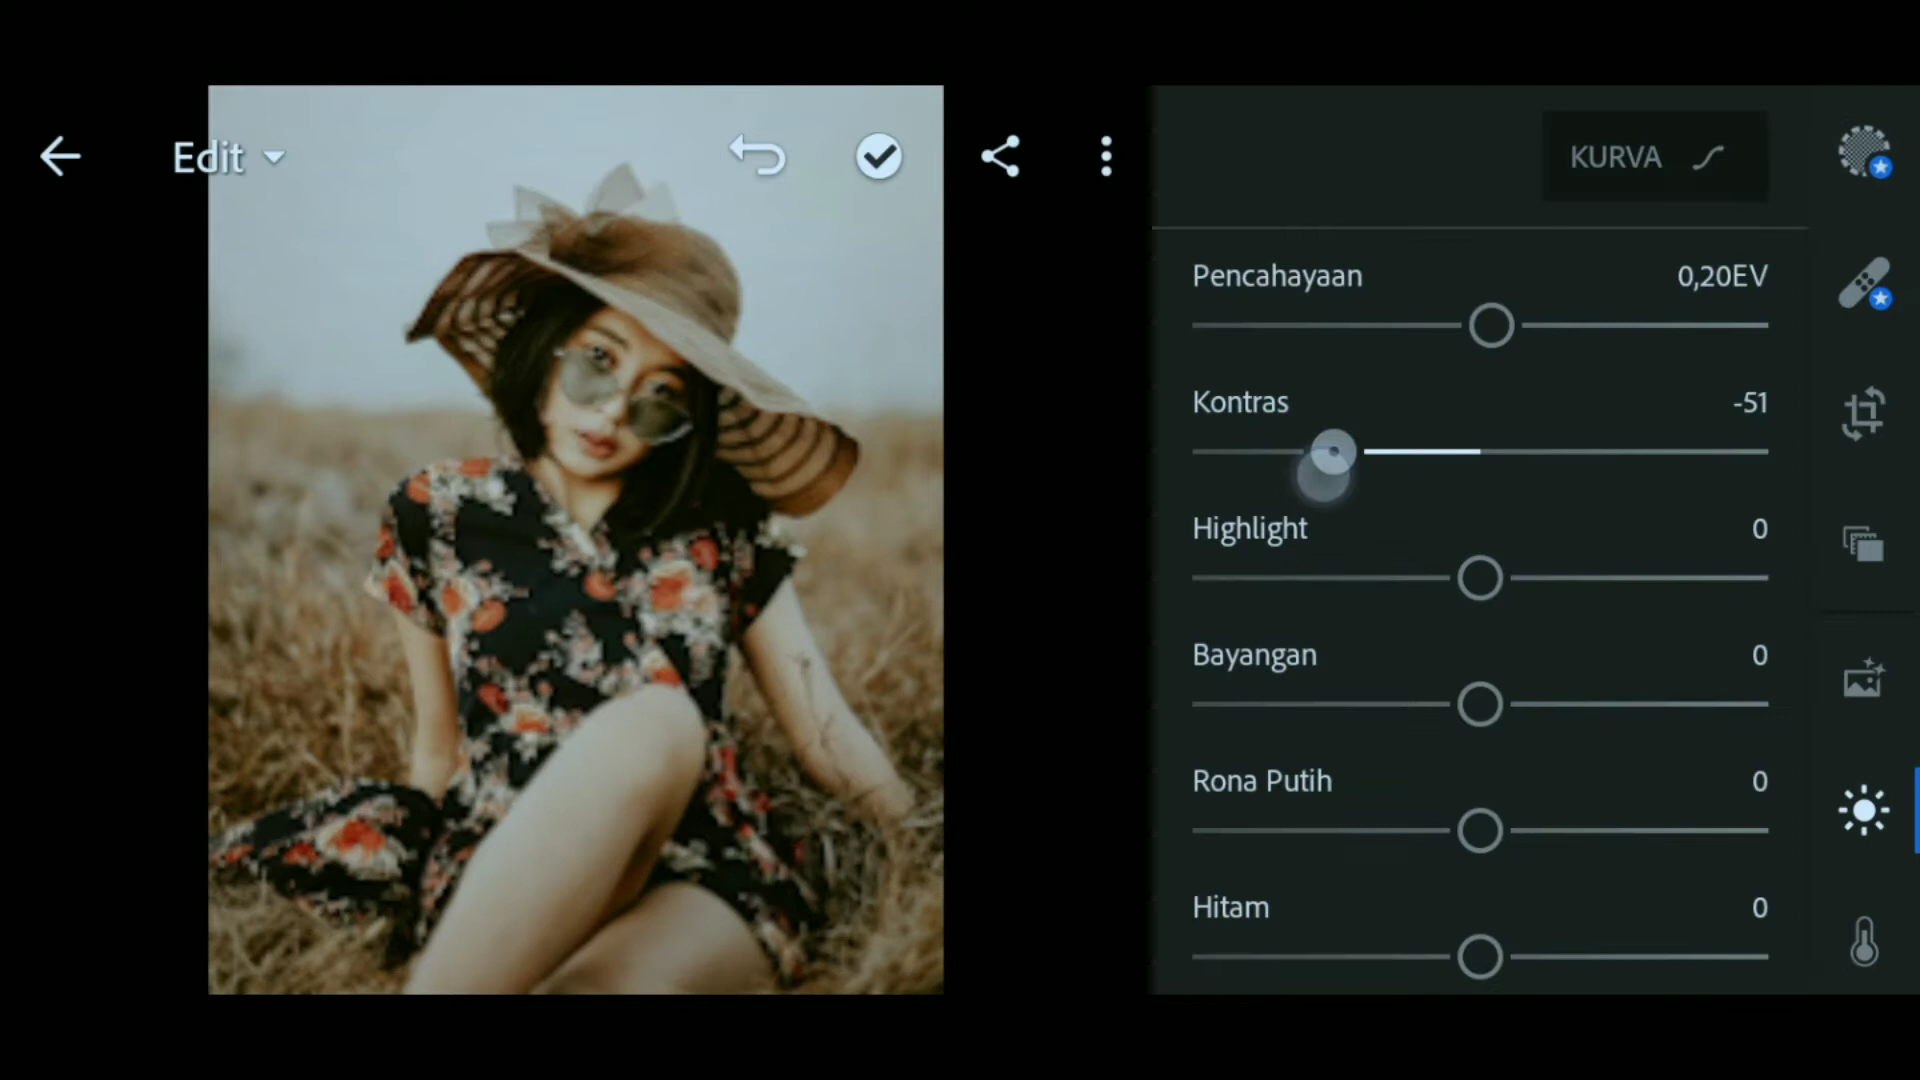 Edit
KURVA
Pencahayaan 0,20EV
Kontras -51
Highlight 0
Bayangan 0
Rona Putih 0
Hitam 0